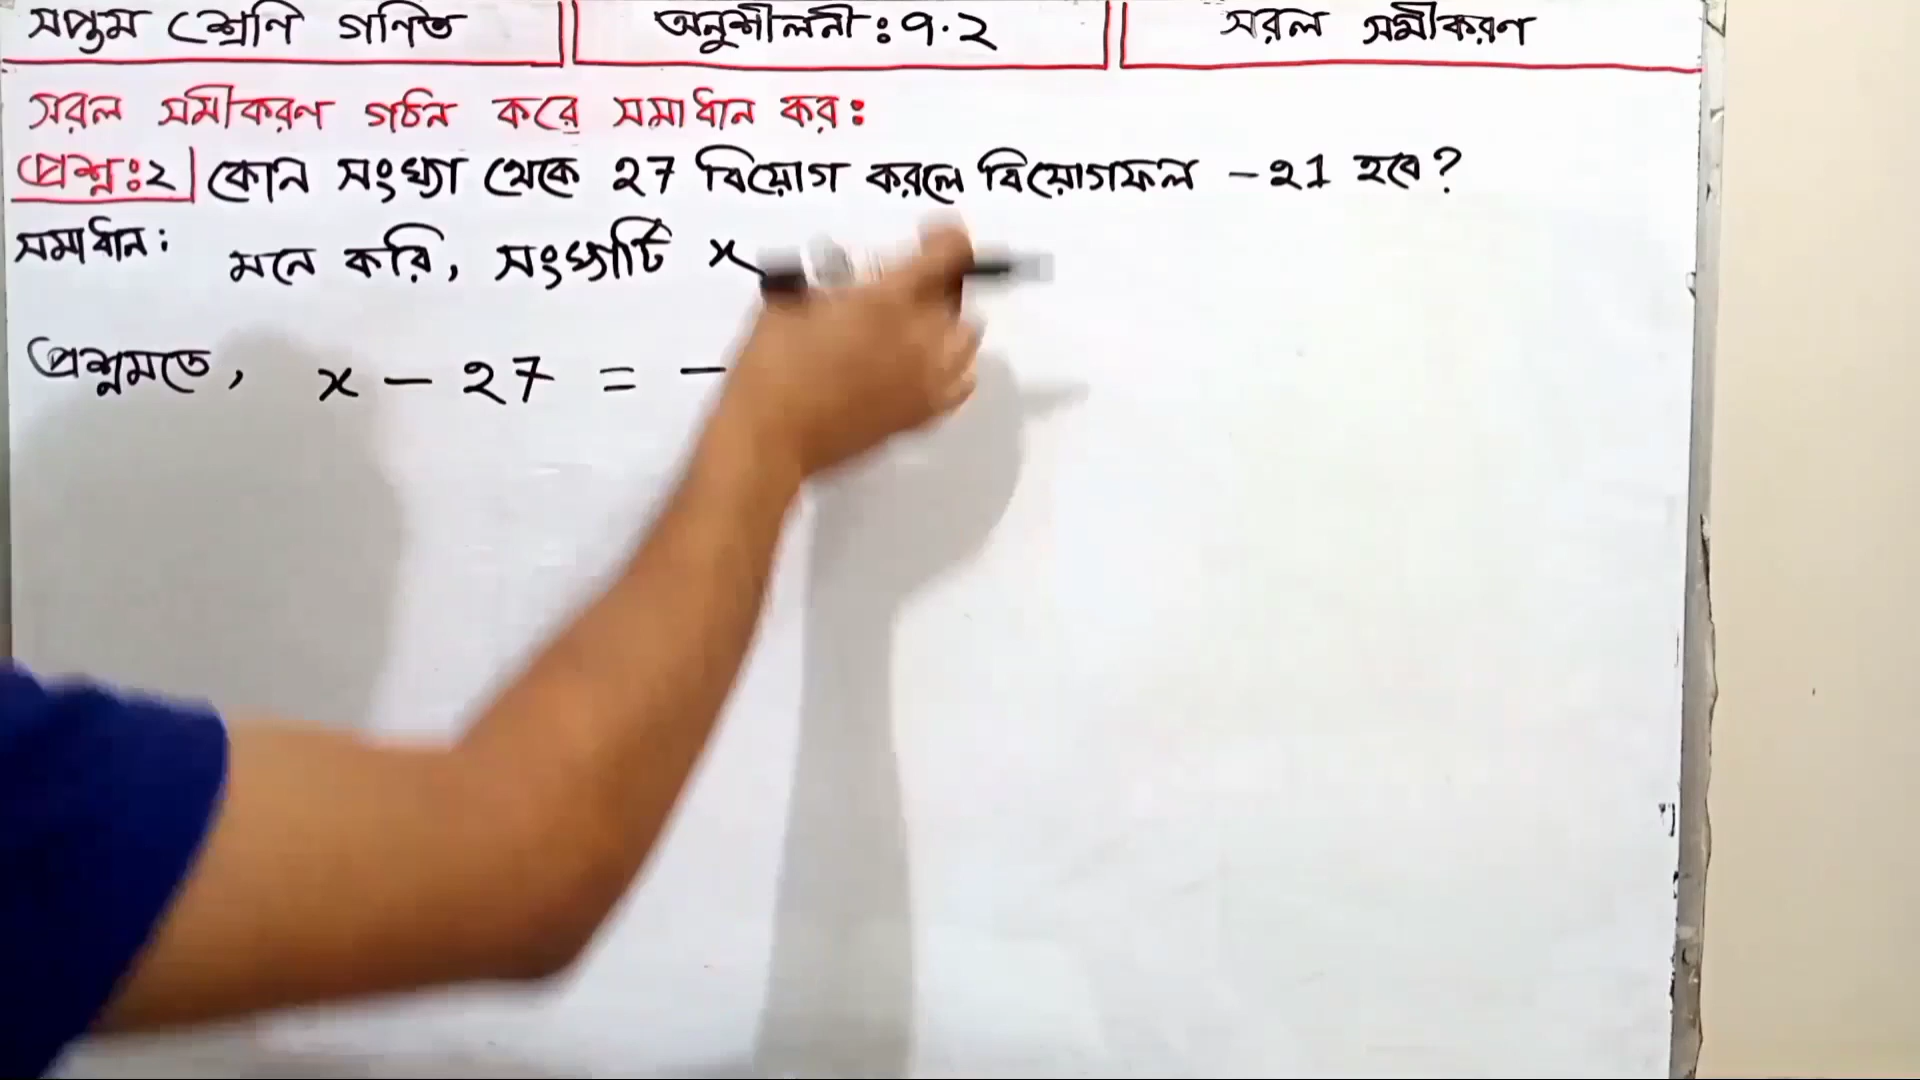 সপ্তম শ্রেণি গণিত || অনুশীলনী: ৭.২ || সরল সমীকরণ
সরল সমীকরণ গঠন করে সমাধান কর:
প্রশ্ন:২| কোন সংখ্যা থেকে 27 বিয়োগ করলে বিয়োগফল -21 হবে?
সমাধান: মনে করি, সংখ্যাটি x
প্রশ্নমতে, x - 27 = -